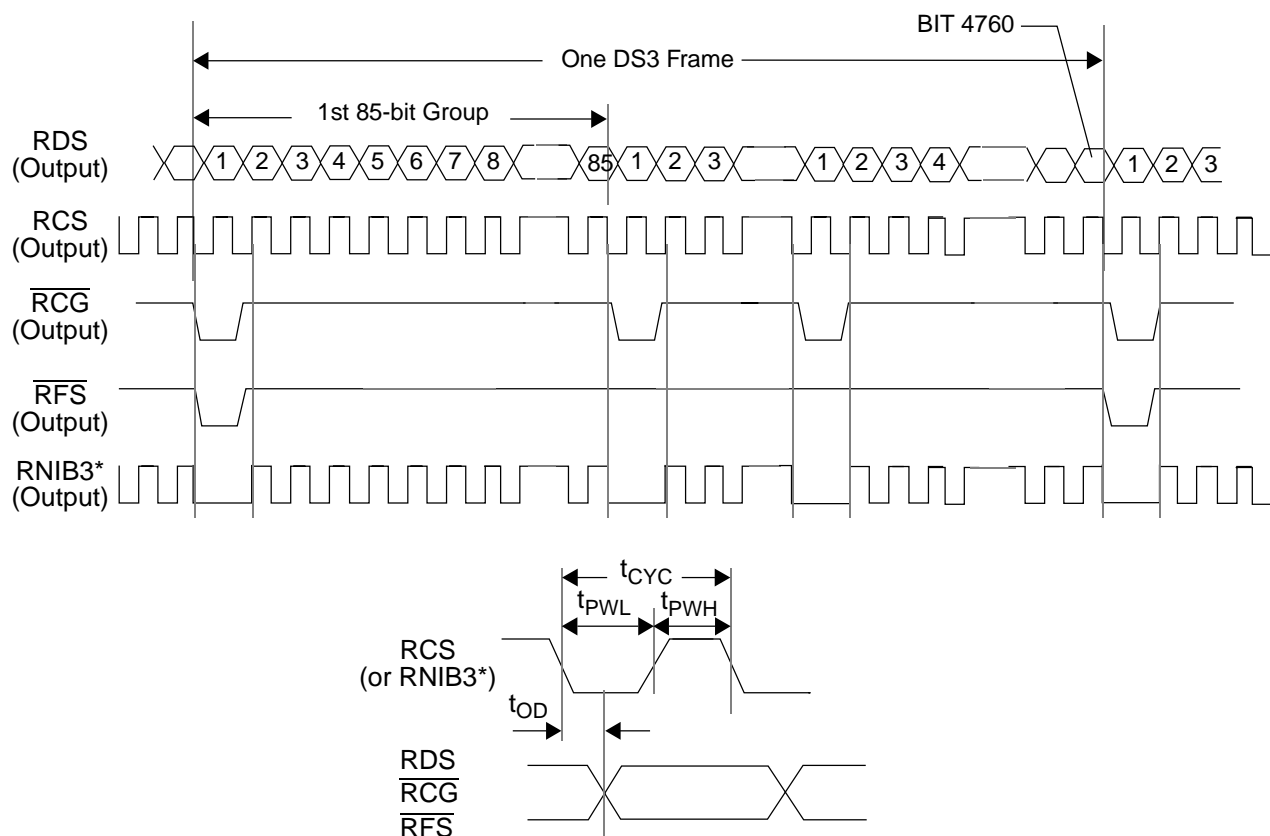 BIT 4760
One DS3 Frame
1st 85-bit Group
RDS
(Output)
1 2 3 4 5 6 7 8 85 1 2 3 1 2 3 4 1 2 3
RCS
(Output)
RCG
(Output)
RFS
(Output)
RNIB3*
(Output)
tCYC
tPWL tPWH
RCS
(or RNIB3*)
tOD
RDS
RCG
RFS